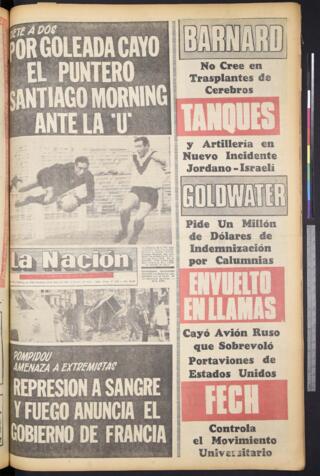 SIETE A DOS
POR GOLEADA CAYO
EL PUNTERO
SANTIAGO MORNING
ANTE LA "U"
La Nación
POMPIDOU
AMENAZA A EXTREMISTAS
REPRESION A SANGRE
Y FUEGO ANUNCIA EL
GOBIERNO DE FRANCIA
BARNARD
No Cree en
Trasplantes de
Cerebros
TANQUES
y Artillería en
Nuevo Incidente
Jordano-Israelí
GOLDWATER
Pide Un Millón
de Dólares de
Indemnización
por Calumnias
ENVUELTO
EN LLAMAS
Cayó Avión Ruso
que Sobrevoló
Portaviones de
Estados Unidos
FECH
Controla
el Movimiento
Universitario